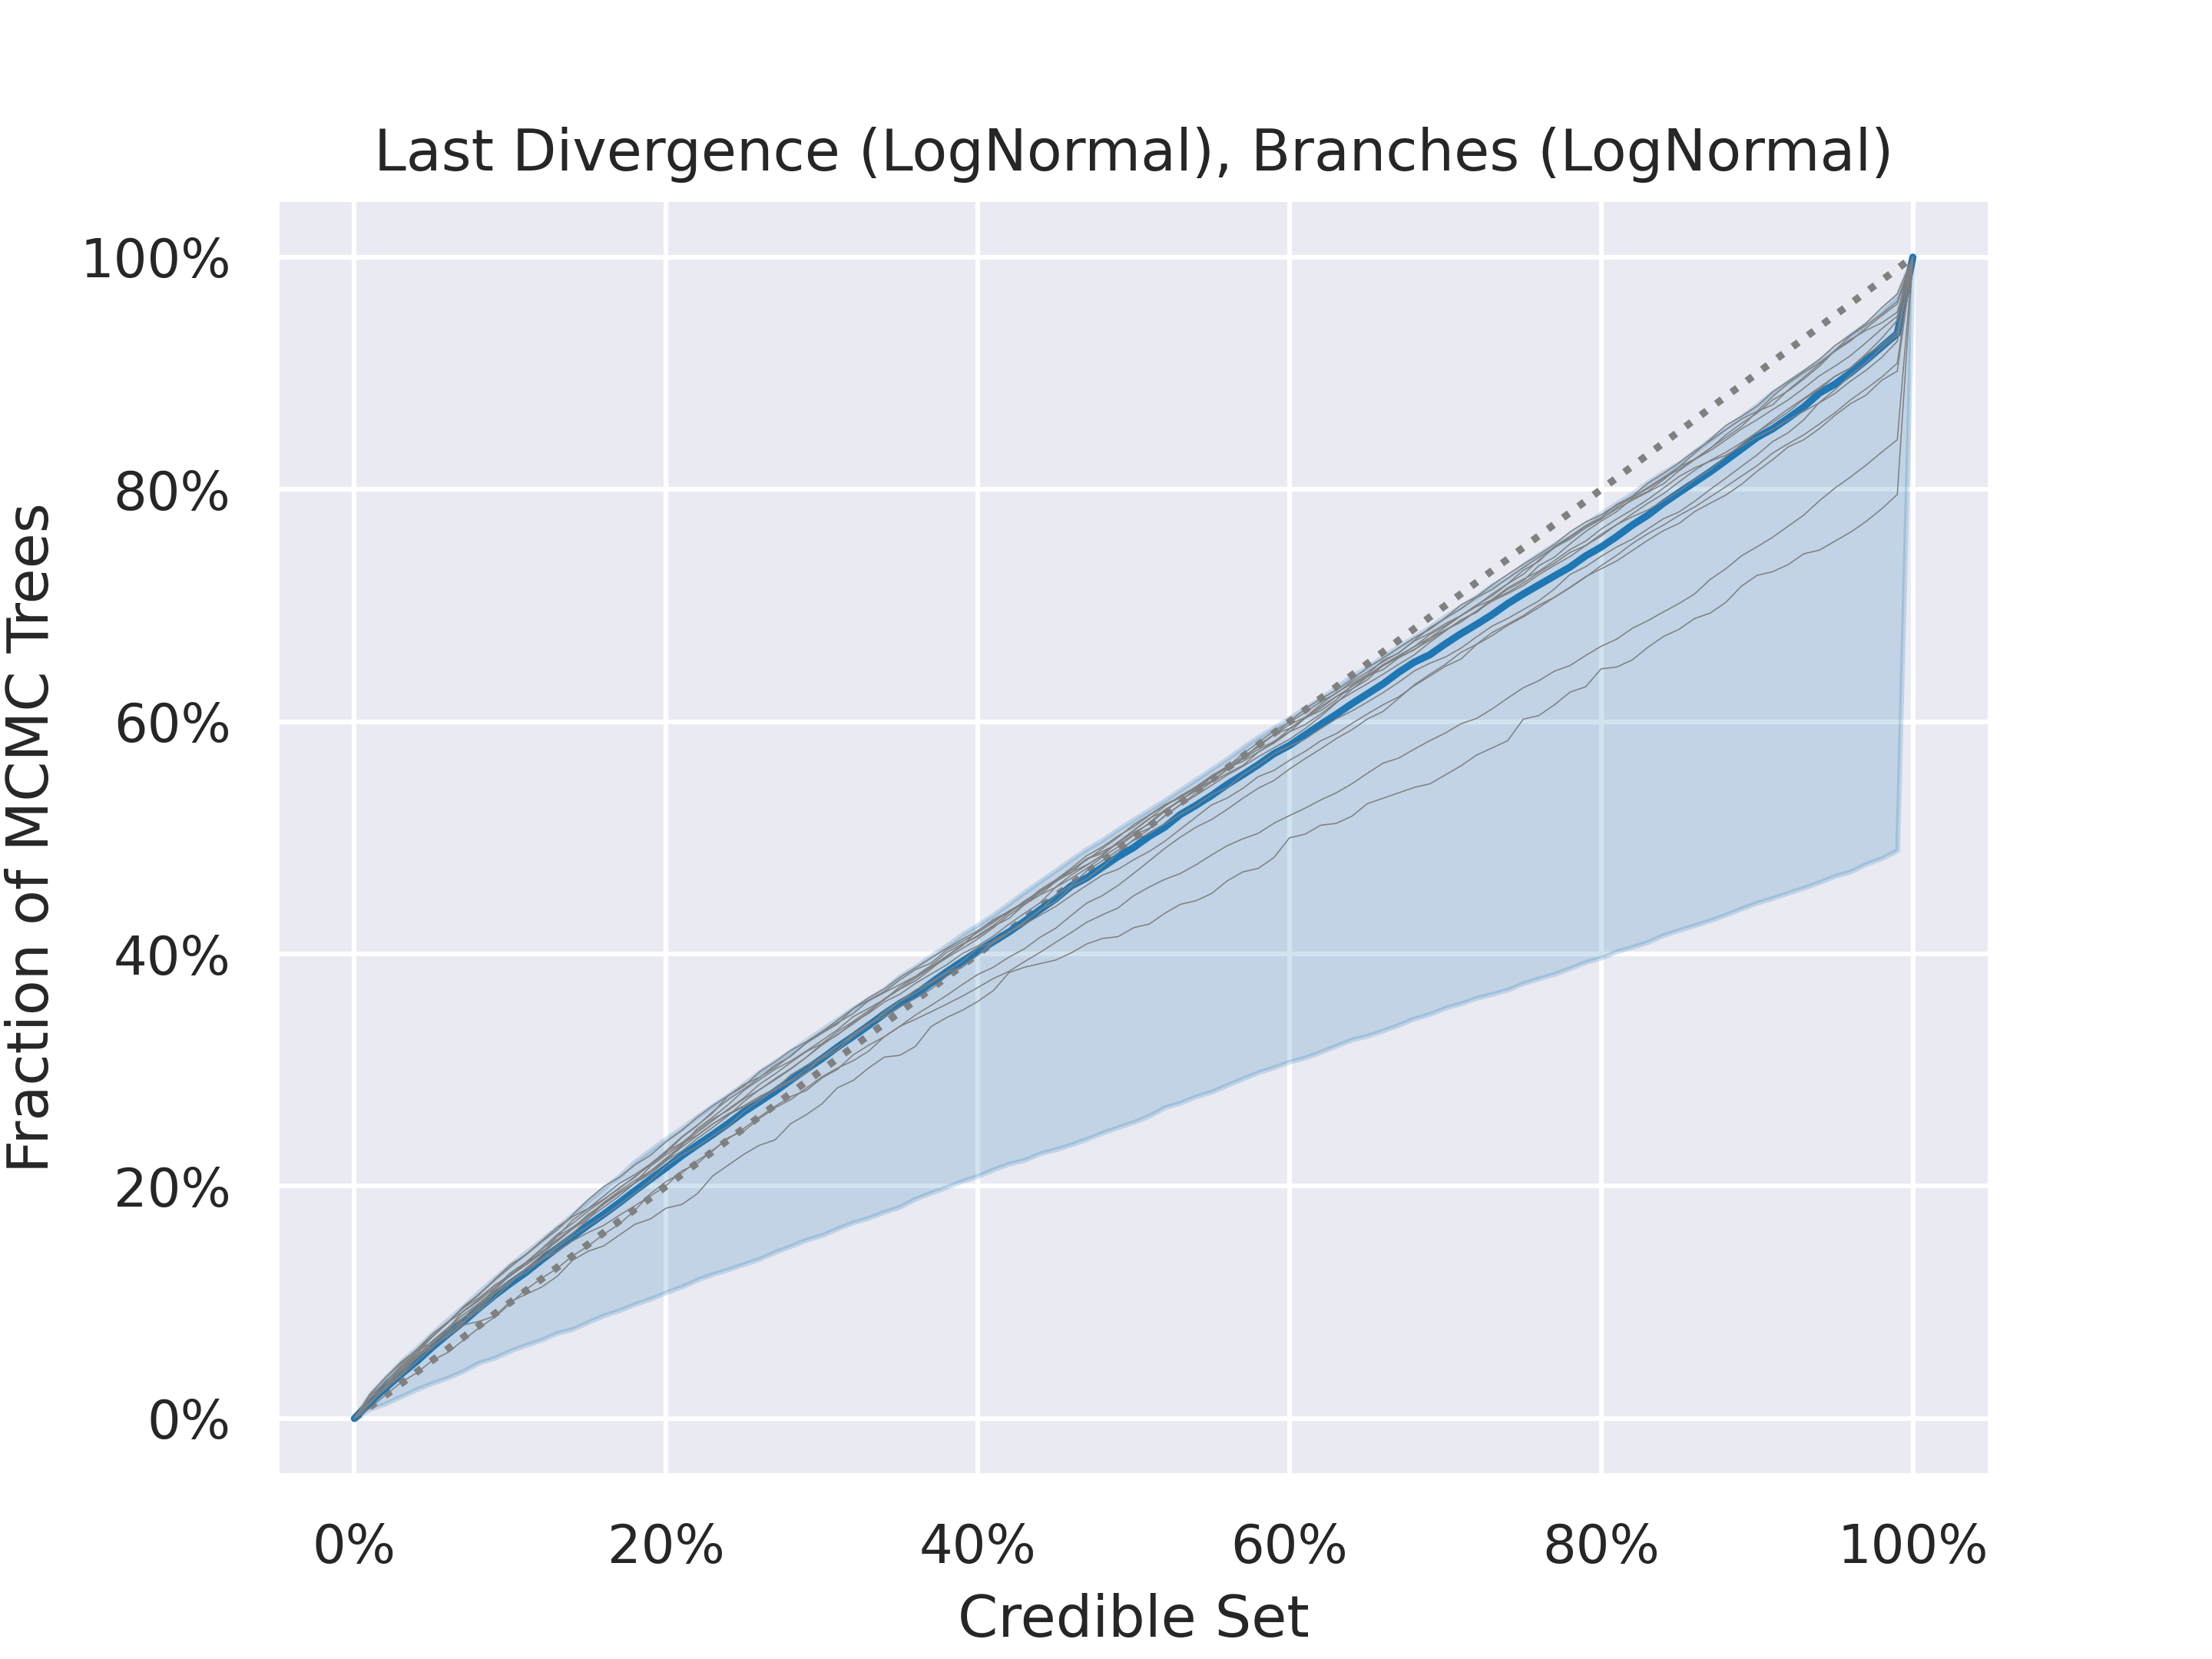 Last Divergence (LogNormal), Branches (LogNormal)
Fraction of MCMC Trees
100%
80%
60%
40%
20%
0%
0% 20% 40% 60% 80% 100%
Credible Set